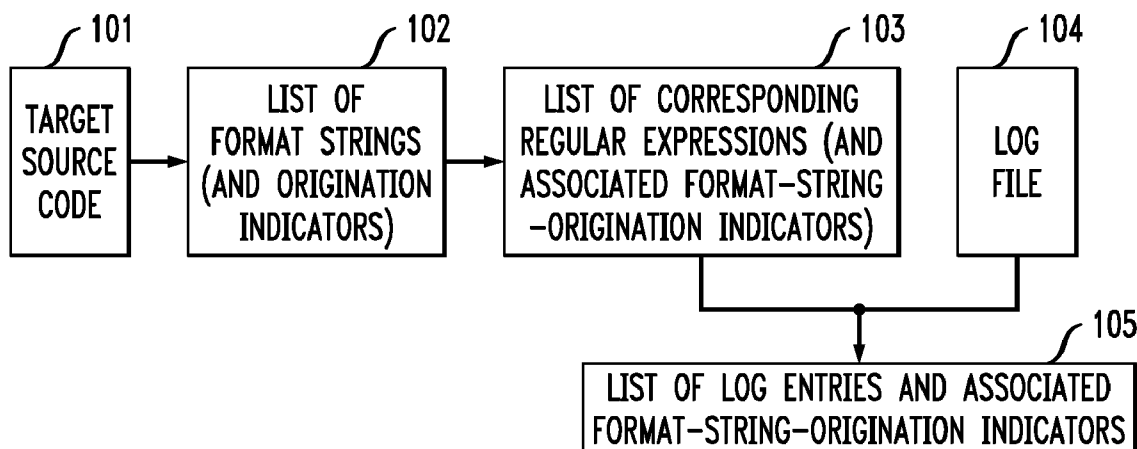 101
102
103
104
TARGET
SOURCE
CODE
LIST OF
FORMAT STRINGS
(AND ORIGINATION
INDICATORS)
LIST OF CORRESPONDING
REGULAR EXPRESSIONS (AND
ASSOCIATED FORMAT-STRING
-ORIGINATION INDICATORS)
LOG
FILE
105
LIST OF LOG ENTRIES AND ASSOCIATED
FORMAT-STRING-ORIGINATION INDICATORS